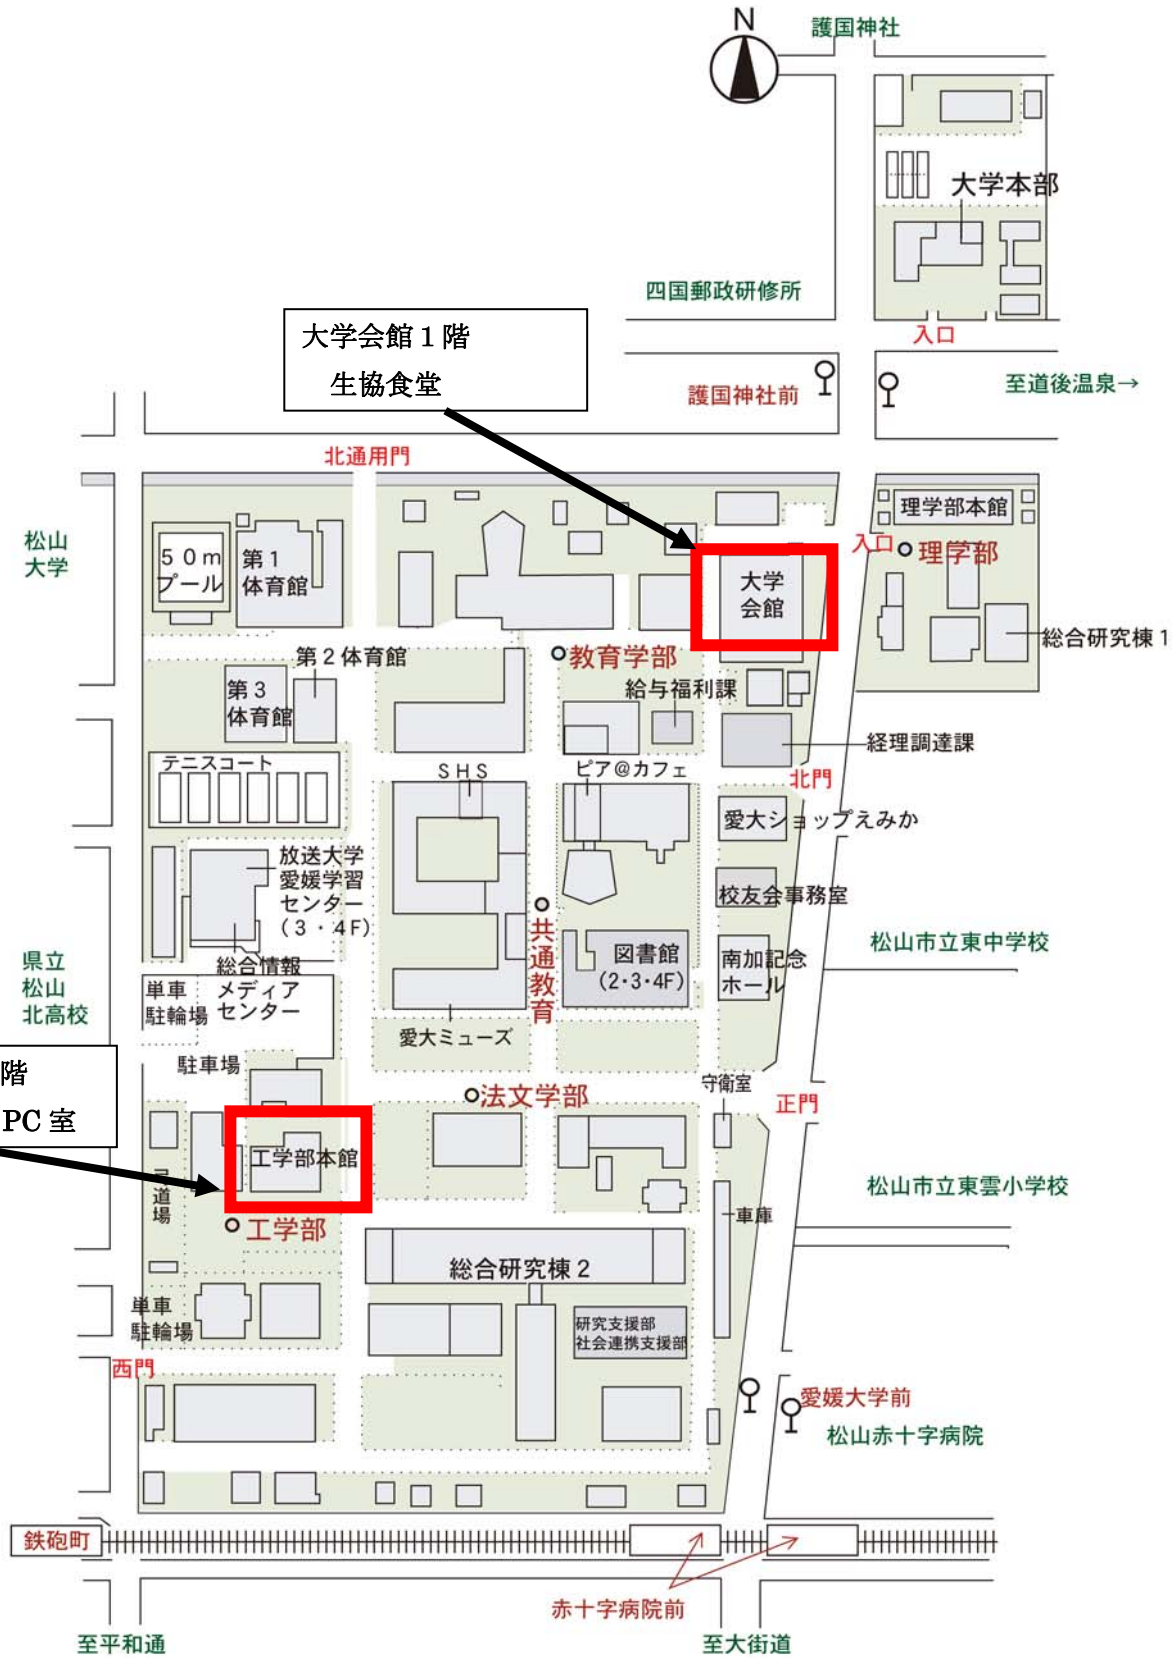 N
護国神社
大学本部
四国郵政研修所
入口
大学会館1階
生協食堂
護国神社前
至道後温泉→
北通用門
松山
大学
50m
プール
第1
体育館
大学
会館
理学部本館
入口
理学部
総合研究棟1
教育学部
第2体育館
第3
体育館
給与福利課
経理調達課
テニスコート
SHS
ピア@カフェ
北門
愛大ショップえみか
放送大学
愛媛学習
センター
(3・4F)
校友会事務室
共通教育
図書館
(2・3・4F)
南加記念
ホール
松山市立東中学校
県立
松山
北高校
総合情報
メディア
センター
単車
駐輪場
愛大ミューズ
駐車場
階
PC室
法文学部
守衛室
正門
工学部本館
弓道場
松山市立東雲小学校
車庫
工学部
総合研究棟2
単車
駐輪場
研究支援部
社会連携支援部
西門
愛媛大学前
松山赤十字病院
鉄砲町
赤十字病院前
至平和通
至大街道